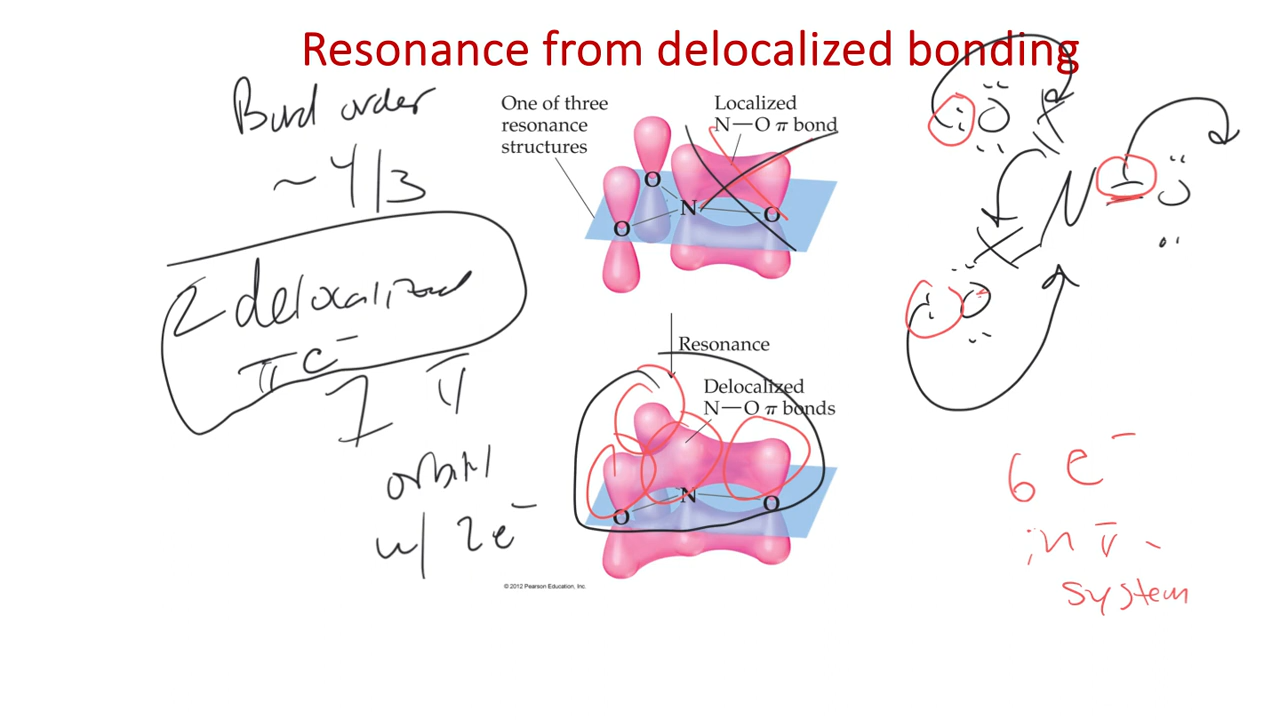 Resonance from delocalized bonding
Bond order
~ 4/3
2 delocalized
π e⁻
π
orbital
w/ 2e⁻
One of three
resonance
structures
Localized
N—O π bond
O
O
N
O
Resonance
Delocalized
N—O π bonds
N
O
O
© 2012 Pearson Education, Inc.
O
N
O
O
6 e⁻
in π -
system